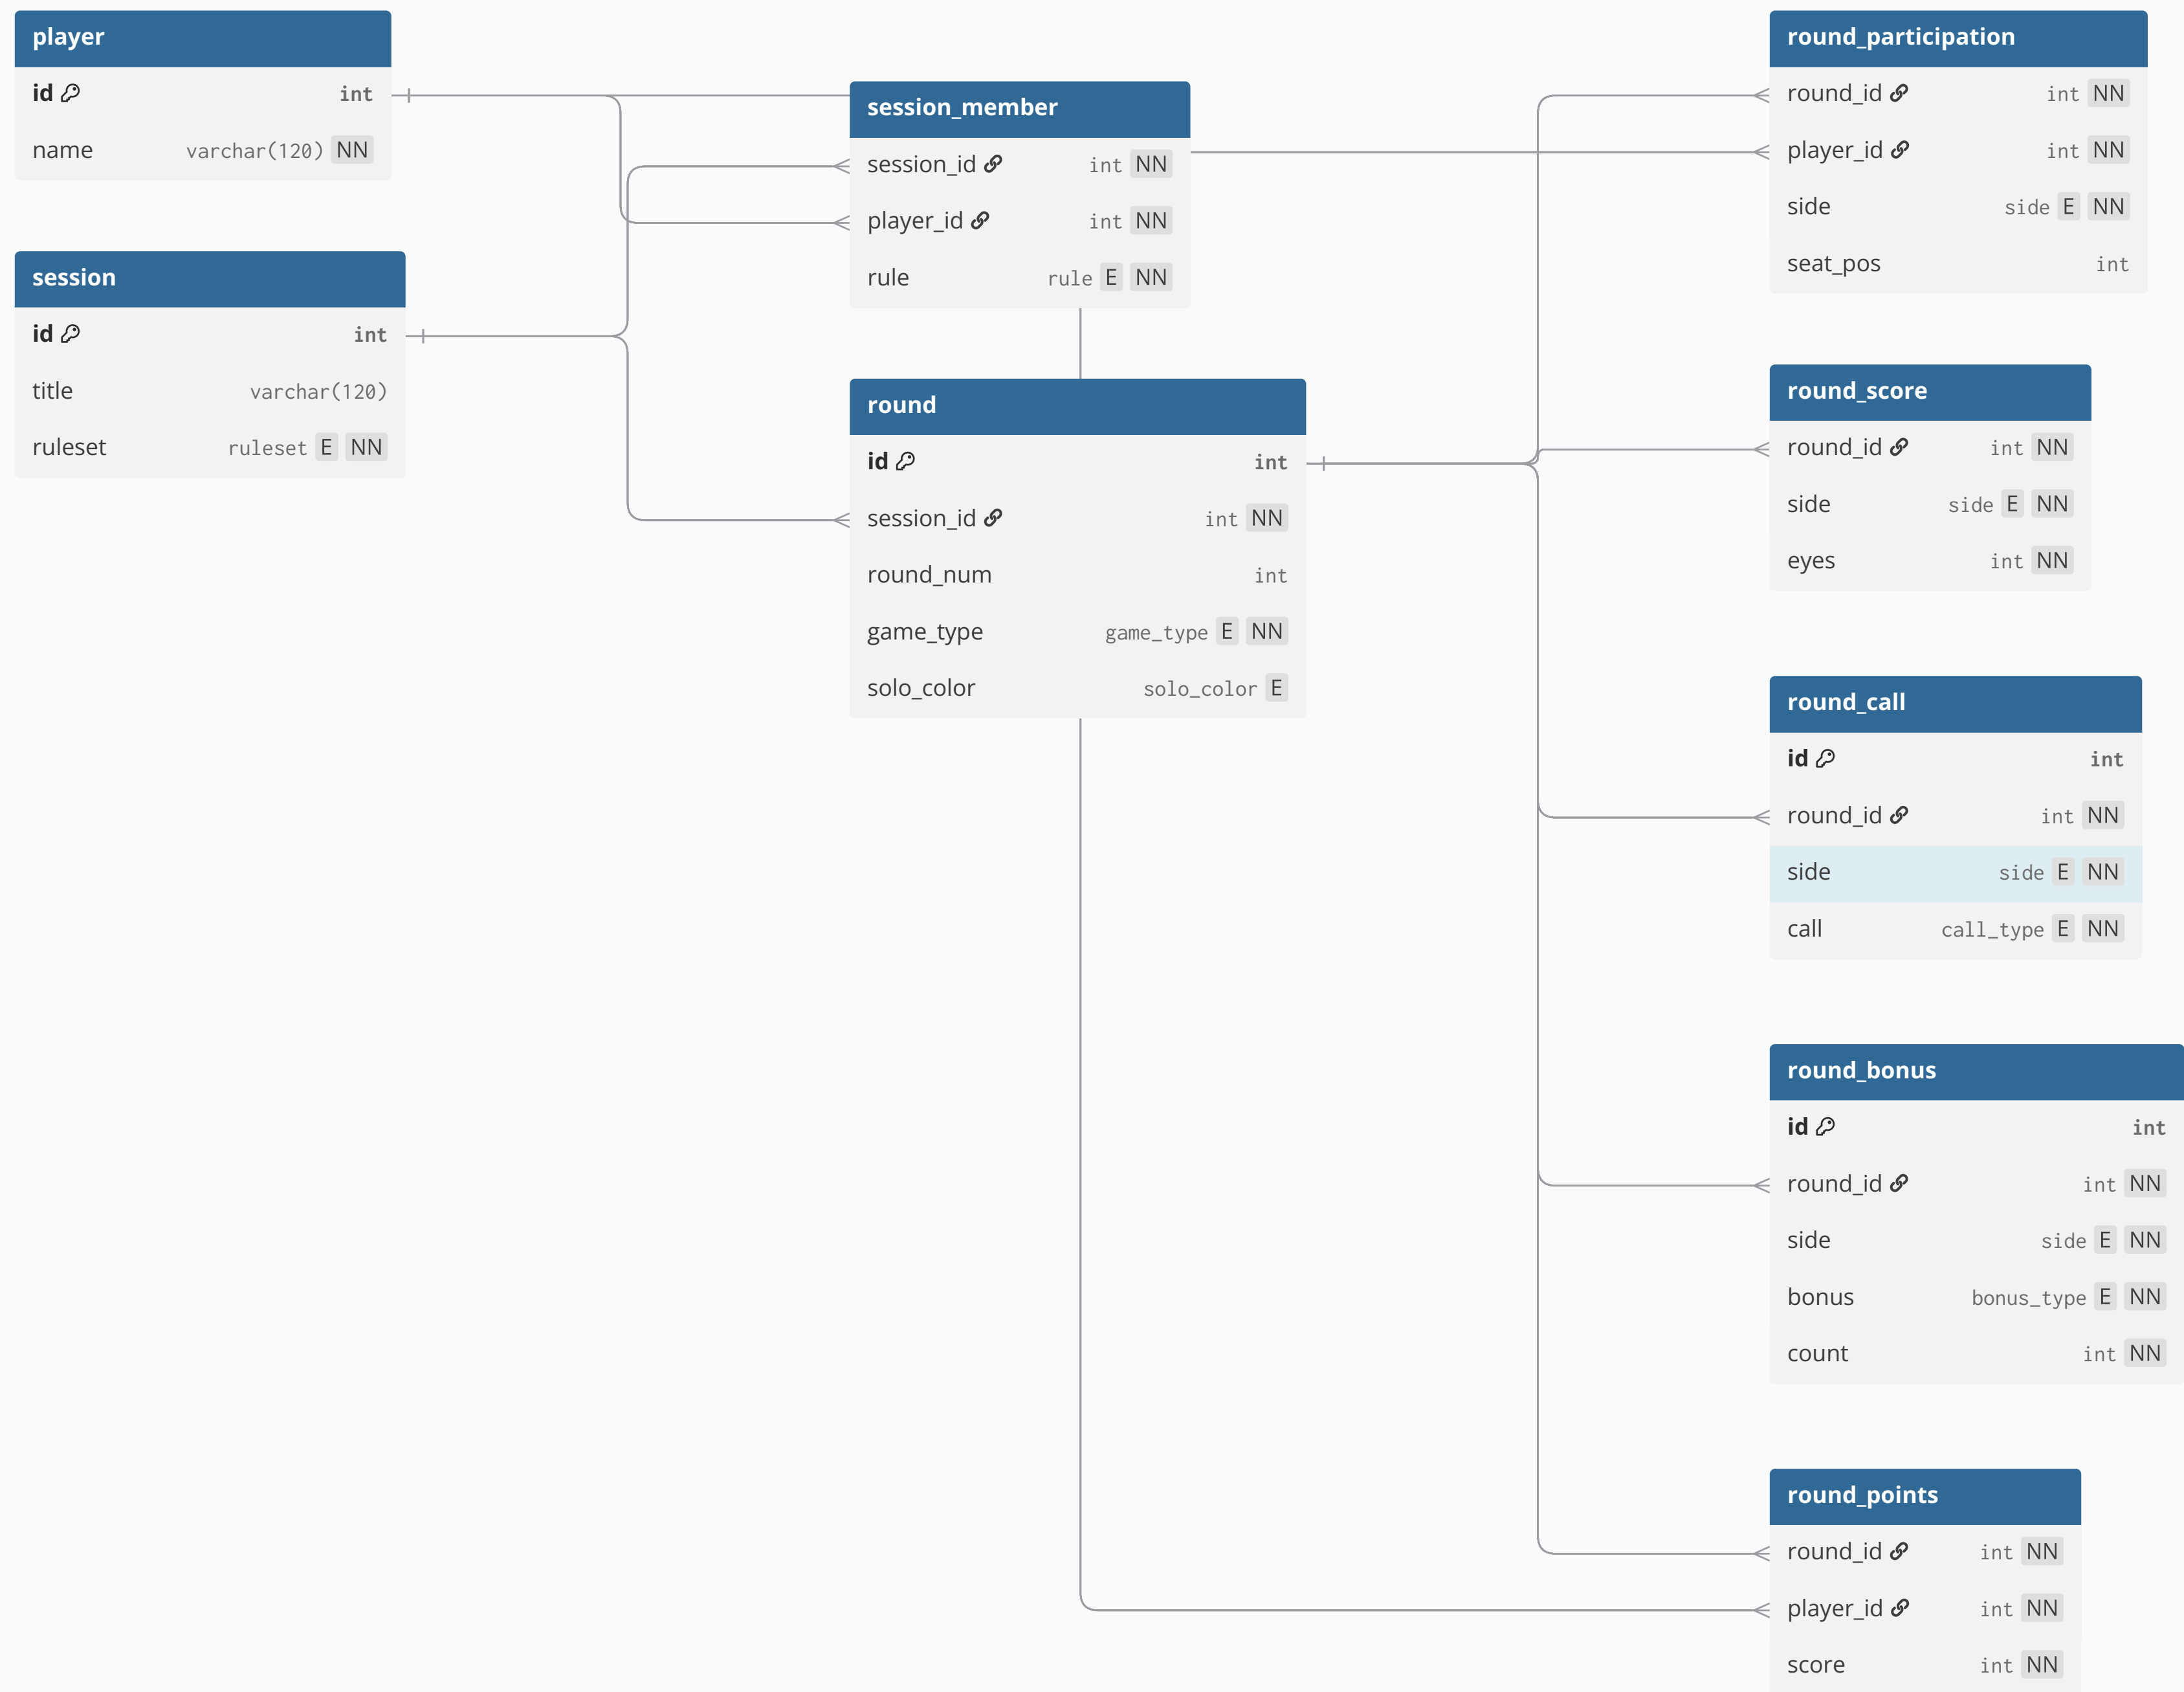 player
id int
name varchar(120) NN
session
id int
title varchar(120)
ruleset ruleset E NN
session_member
session_id int NN
player_id int NN
rule rule E NN
round
id int
session_id int NN
round_num int
game_type game_type E NN
solo_color solo_color E
round_participation
round_id int NN
player_id int NN
side side E NN
seat_pos int
round_score
round_id int NN
side side E NN
eyes int NN
round_call
id int
round_id int NN
side side E NN
call call_type E NN
round_bonus
id int
round_id int NN
side side E NN
bonus bonus_type E NN
count int NN
round_points
round_id int NN
player_id int NN
score int NN